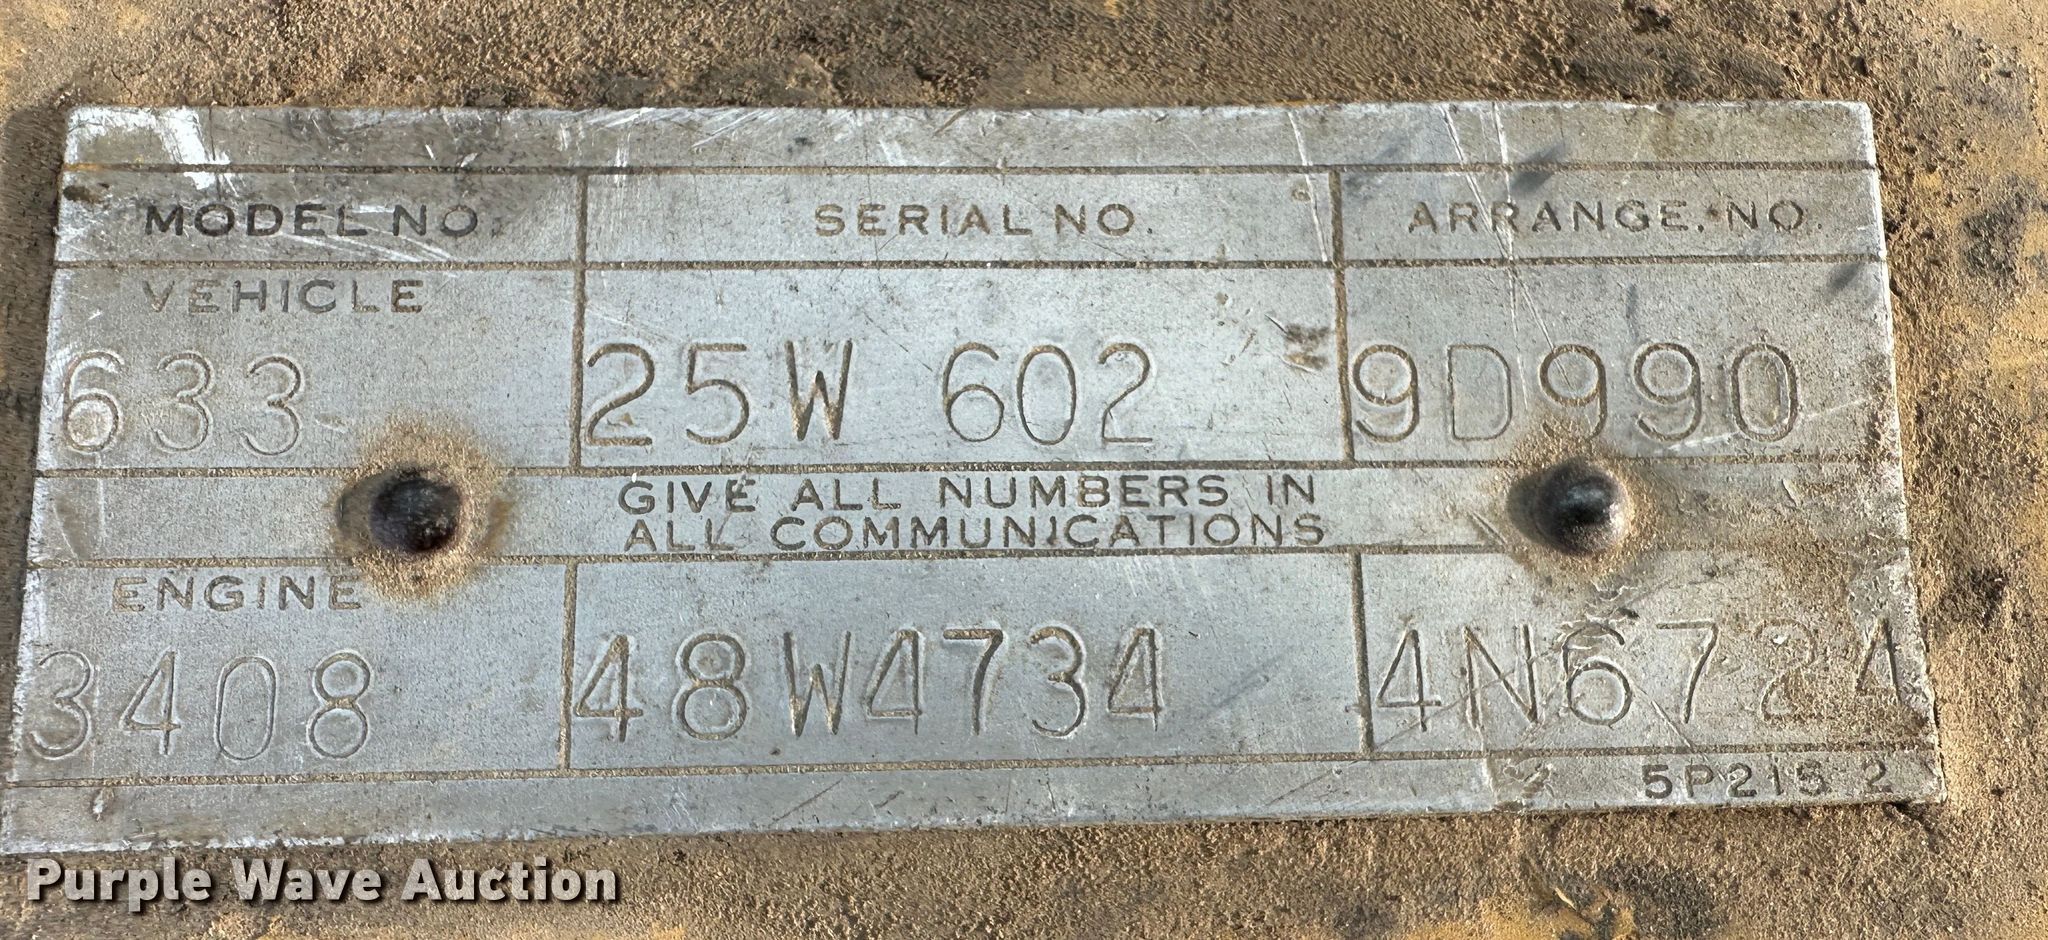 MODEL NO. SERIAL NO. ARRANGE. NO.
VEHICLE
633 25W 602 9D990
GIVE ALL NUMBERS IN
ALL COMMUNICATIONS
ENGINE
3408 48W4734 4N6724
5P21S 2
Purple Wave Auction